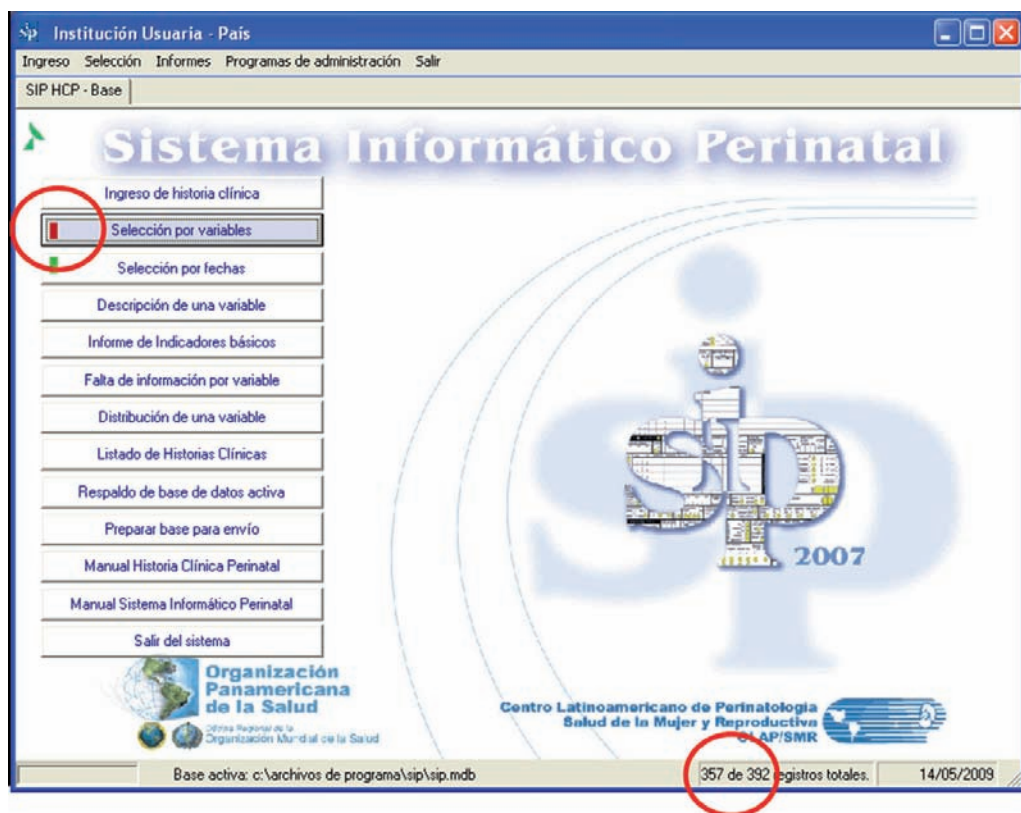 sip Institución Usuaria - País
Ingreso Selección Informes Programas de administración Salir
SIP HCP - Base
Sistema Informático Perinatal
Ingreso de historia clínica
Selección por variables
Selección por fechas
Descripción de una variable
Informe de Indicadores básicos
Falta de información por variable
Distribución de una variable
Listado de Historias Clínicas
Respaldo de base de datos activa
Preparar base para envío
Manual Historia Clínica Perinatal
Manual Sistema Informático Perinatal
Salir del sistema
sip
sip
2007
Organización
Panamericana
de la Salud
Oficina Regional de la
Organización Mundial de la Salud
Centro Latinoamericano de Perinatología
Salud de la Mujer y Reproductiva
CLAP/SMR
Base activa: c:\archivos de programa\sip\sip.mdb
357 de 392 registros totales.
14/05/2009